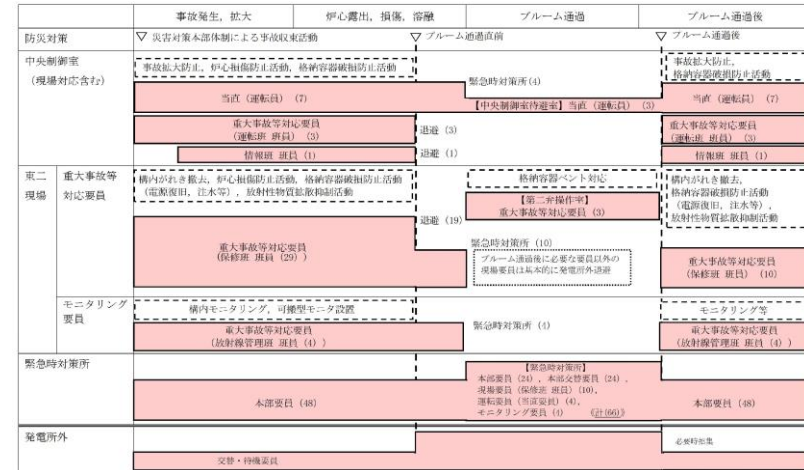 事故発生，拡大
炉心露出，損傷，溶融
プルーム通過
プルーム通過後
防災対策
▽ 災害対策本部体制による事故収束活動
▽ プルーム通過直前
▽ プルーム通過後
中央制御室
（現場対応含む）
事故拡大防止，炉心損傷防止活動，格納容器破損防止活動
緊急時対策所(4)
事故拡大防止，
格納容器破損防止活動
当直（運転員）(7)
【中央制御室待避室】当直（運転員）(3)
当直（運転員）(7)
重大事故等対応要員
（運転班 班員）(3)
退避 (3)
重大事故等対応要員
（運転班 班員）(3)
情報班 班員(1)
退避 (1)
情報班 班員(1)
東二
現場
重大事故等
対応要員
構内がれき撤去，炉心損傷防止活動，格納容器破損防止活動
（電源復旧，注水等），放射性物質拡散抑制活動
格納容器ベント対応
構内がれき撤去，
格納容器破損防止活動
（電源復旧，注水等），
放射性物質拡散抑制活動
【第二弁操作室】
重大事故等対応要員(3)
退避 (19)
重大事故等対応要員
(保修班 班員(29) )
緊急時対策所 (10)
プルーム通過後に必要な要員以外の
現場要員は基本的に発電所外退避
重大事故等対応要員
(保修班 班員) (10)
モニタリング
要員
構内モニタリング，可搬型モニタ設置
緊急時対策所 (4)
モニタリング等
重大事故等対応要員
（放射線管理班 班員 (4) ）
重大事故等対応要員
（放射線管理班 班員 (4) ）
緊急時対策所
【緊急時対策所】
本部要員 (24) ，本部交替要員 (24) ，
現場要員 (保修班 班員) (10) ，
運転要員 (当直要員) (4) ，
モニタリング要員 (4) 《計(66)》
本部要員 (48)
本部要員 (48)
発電所外
必要時招集
交替・待機要員